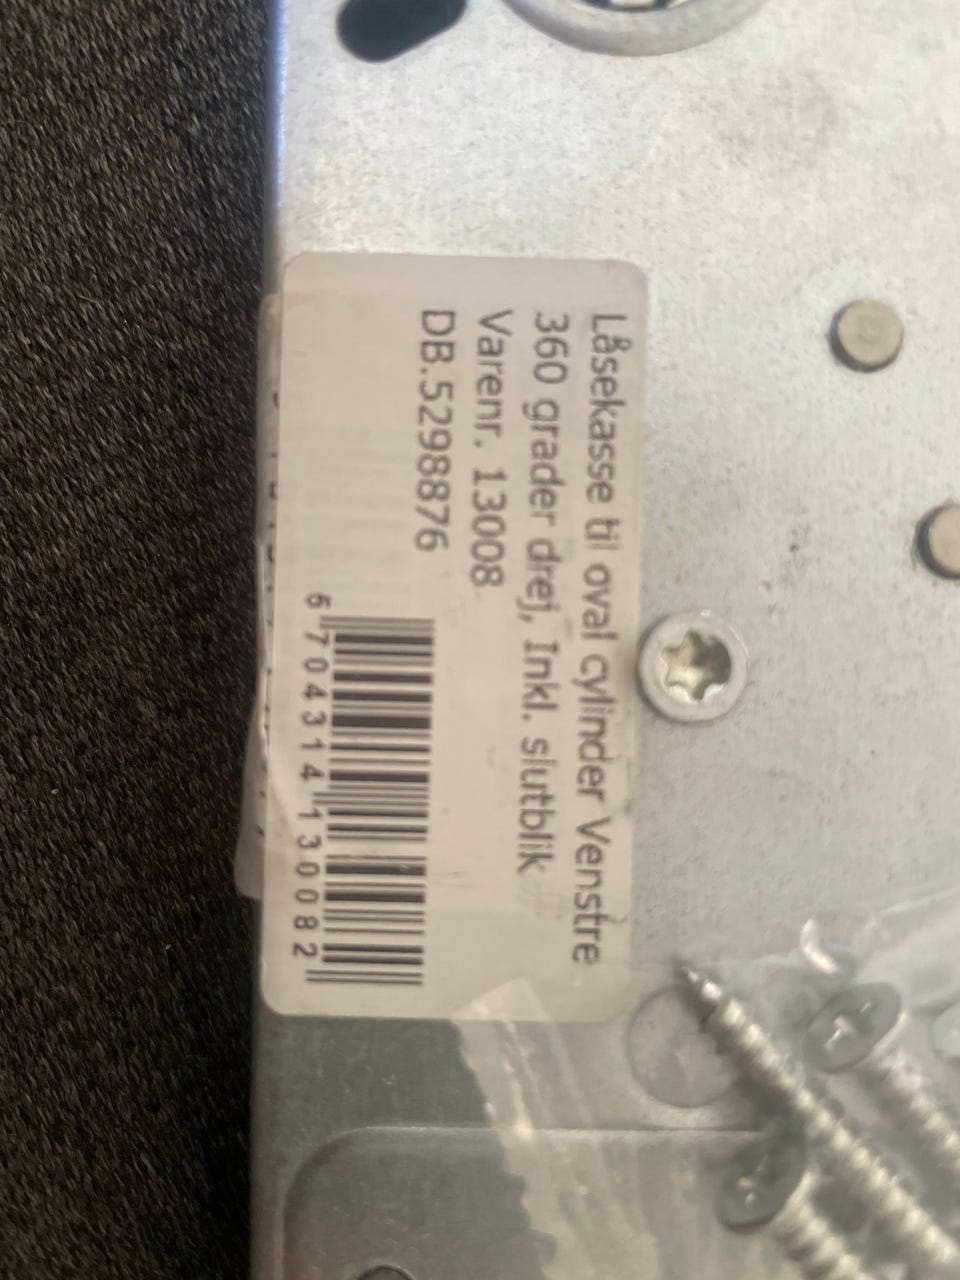 Låsekasse til oval cylinder Venstre
360 grader drej, Inkl. slutblik
Varenr. 13008
DB.5298876
5 704314 130082